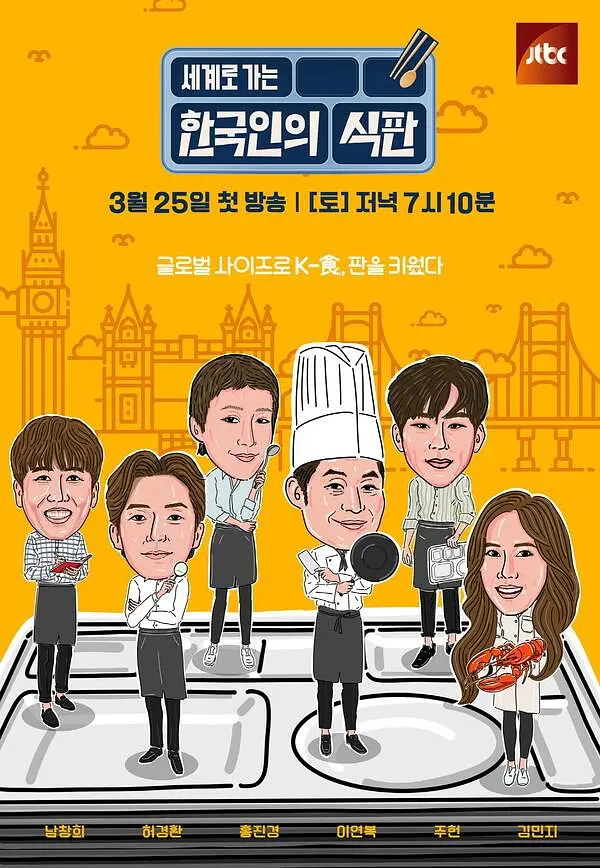 jtbc
세계로 가는
한국인의 식판
3월 25일 첫 방송 | [토] 저녁 7시 10분
글로벌 사이즈로 K-食, 판을 키웠다
남창희 허경환 홍진경 이연복 주헌 김민지